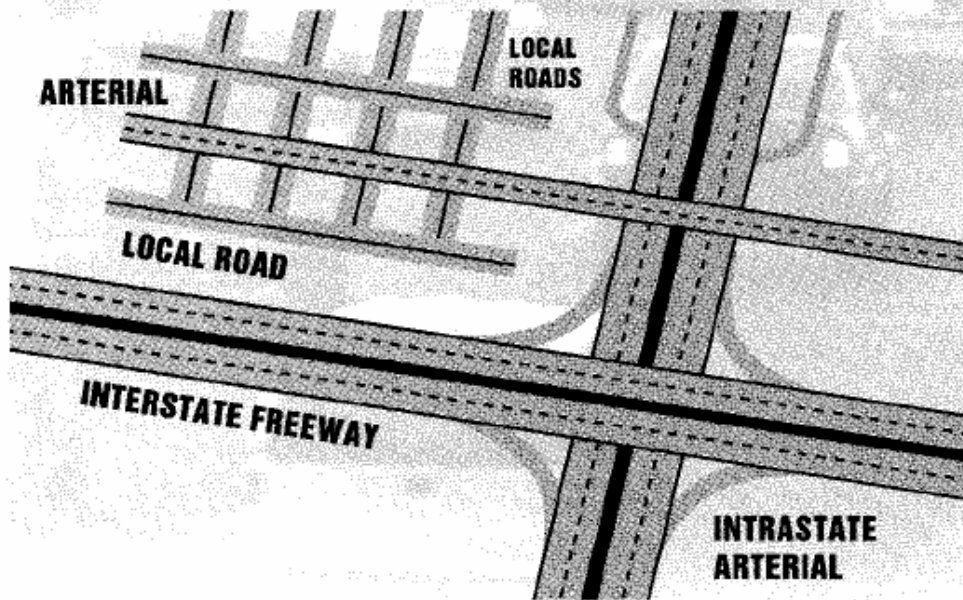 LOCAL
ROADS
ARTERIAL
LOCAL ROAD
INTERSTATE FREEWAY
INTRASTATE
ARTERIAL